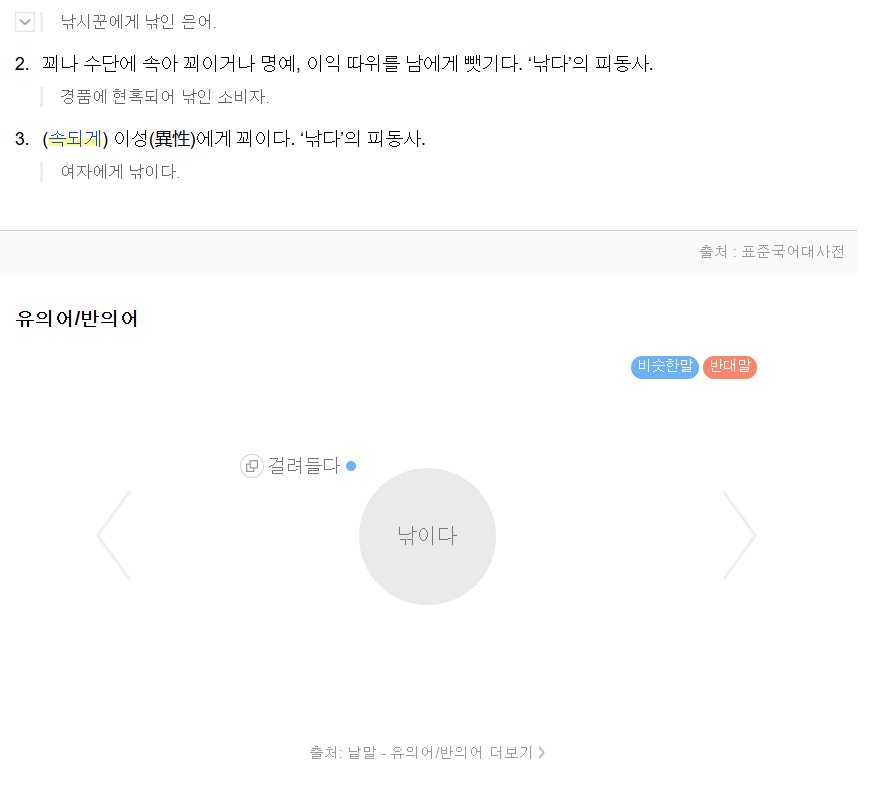 낚시꾼에게 낚인 은어.
2. 꾀나 수단에 속아 꾀이거나 명예, 이익 따위를 남에게 뺏기다. ‘낚다’의 피동사.
경품에 현혹되어 낚인 소비자.
3. (속되게) 이성(異性)에게 꾀이다. ‘낚다’의 피동사.
여자에게 낚이다.
출처 : 표준국어대사전
유의어/반의어
비슷한말 반대말
걸려들다
낚이다
출처: 낱말 - 유의어/반의어 더보기